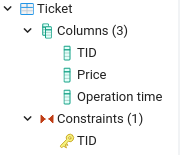 Ticket
Columns (3)
TID
Price
Operation time
Constraints (1)
TID